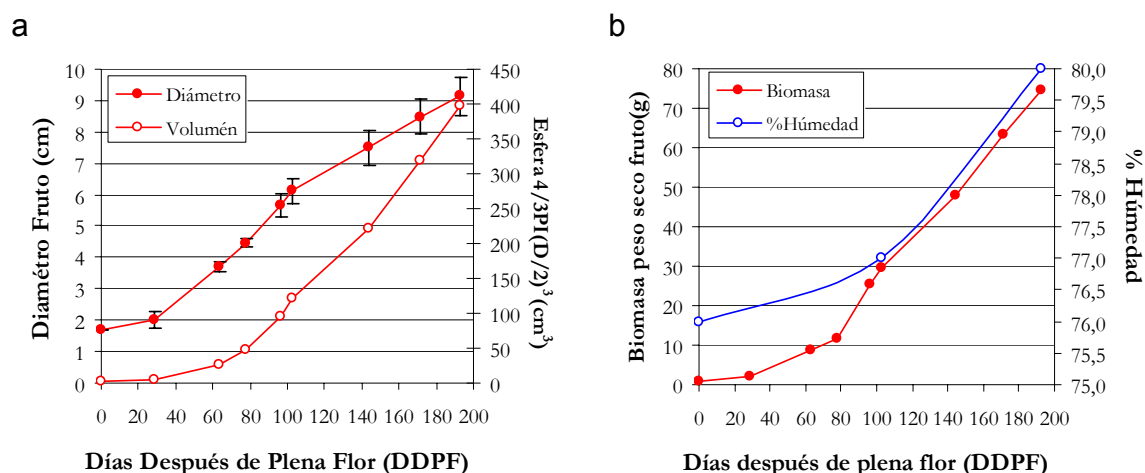 a
10
9
8
7
6
5
4
3
2
1
0
Diamétro Fruto (cm)
Diámetro
Volumén
450
400
350
300
250
200
150
100
50
0
Esfera 4/3PI(D/2)³ (cm³)
0 20 40 60 80 100 120 140 160 180 200
Días Después de Plena Flor (DDPF)
b
80
70
60
50
40
30
20
10
0
Biomasa peso seco fruto(g)
Biomasa
%Húmedad
80,0
79,5
79,0
78,5
78,0
77,5
77,0
76,5
76,0
75,5
75,0
% Húmedad
0 20 40 60 80 100 120 140 160 180 200
Días después de plena flor (DDPF)